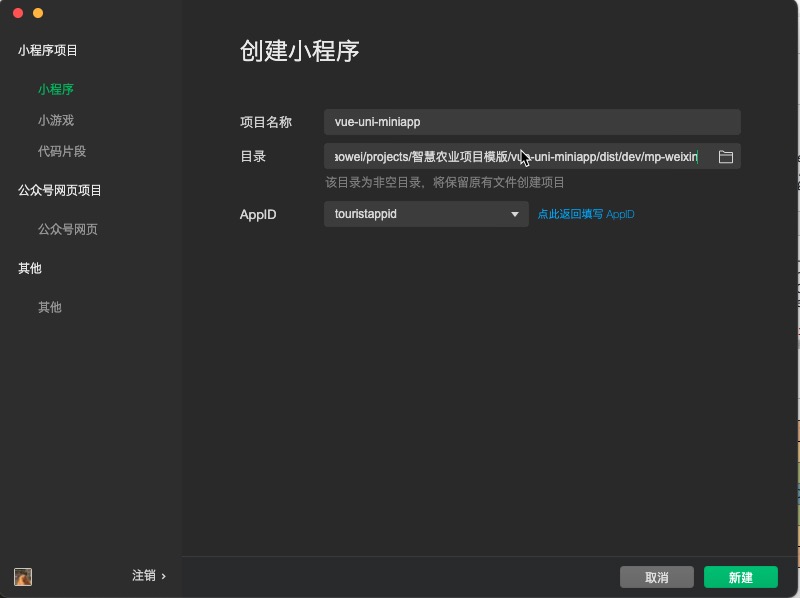 小程序项目
小程序
小游戏
代码片段
公众号网页项目
公众号网页
其他
其他
注销 ›
创建小程序
项目名称 vue-uni-miniapp
目录 aowei/projects/智慧农业项目模版/vue-uni-miniapp/dist/dev/mp-weixin
该目录为非空目录，将保留原有文件创建项目
AppID touristappid 点此返回填写 AppID
取消 新建